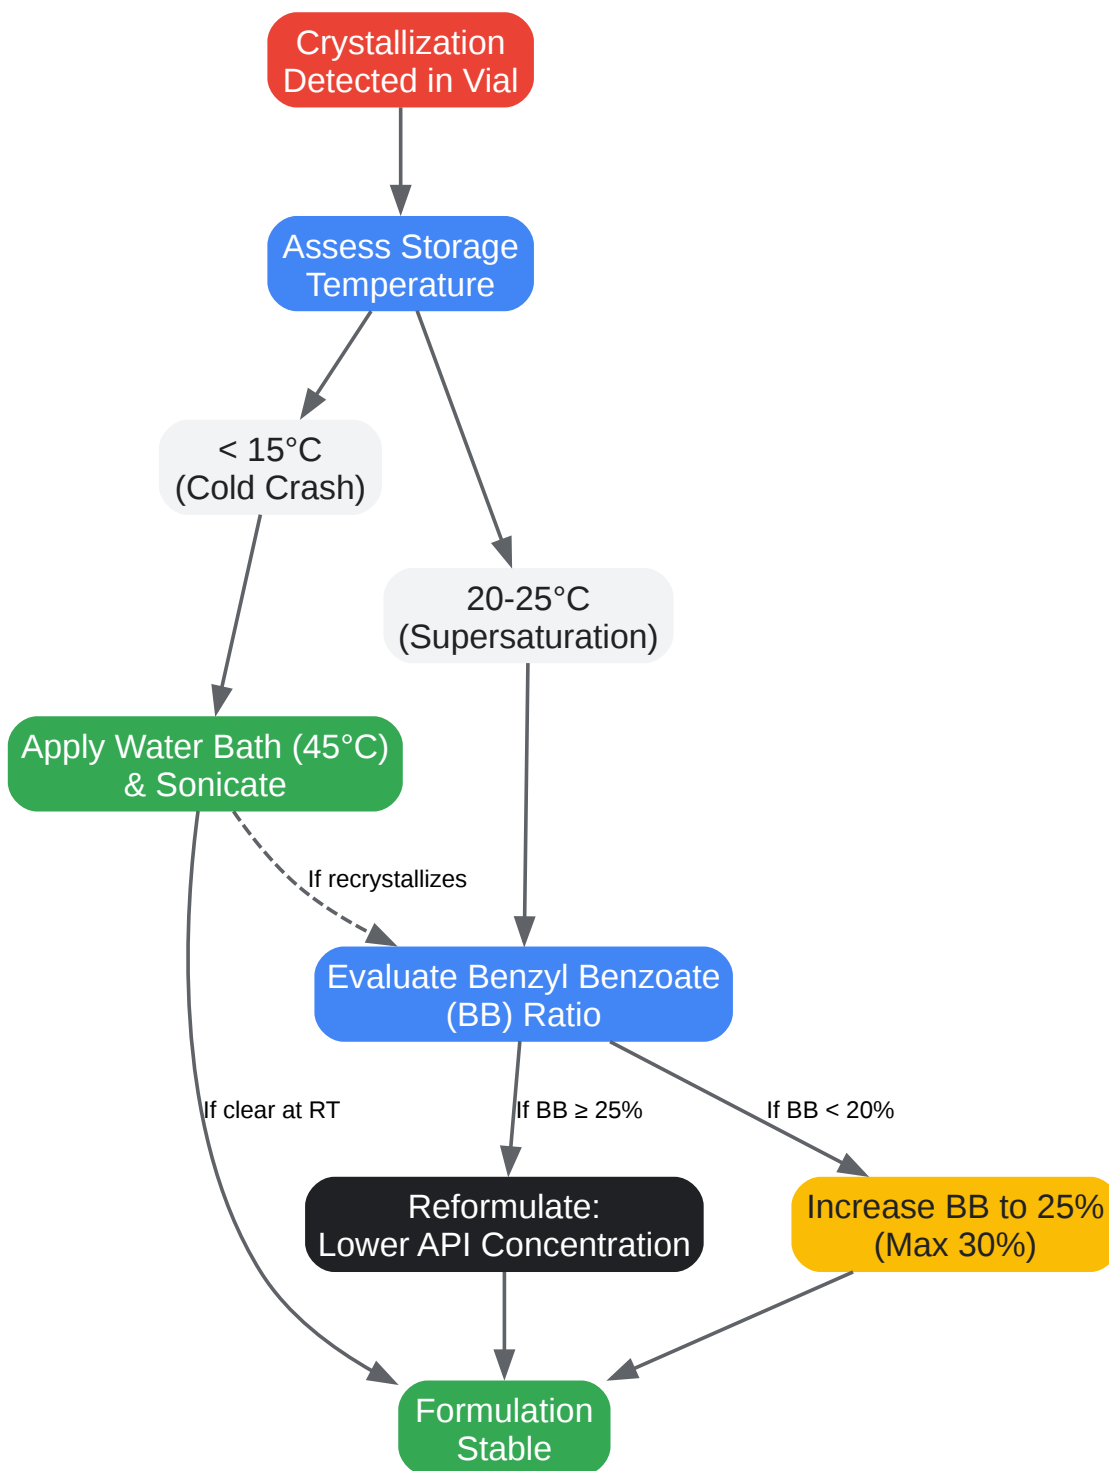 Crystallization
Detected in Vial
Assess Storage
Temperature
< 15°C
(Cold Crash)
20-25°C
(Supersaturation)
Apply Water Bath (45°C)
& Sonicate
If recrystallizes
Evaluate Benzyl Benzoate
(BB) Ratio
If clear at RT
If BB ≥ 25%
If BB < 20%
Reformulate:
Lower API Concentration
Increase BB to 25%
(Max 30%)
Formulation
Stable